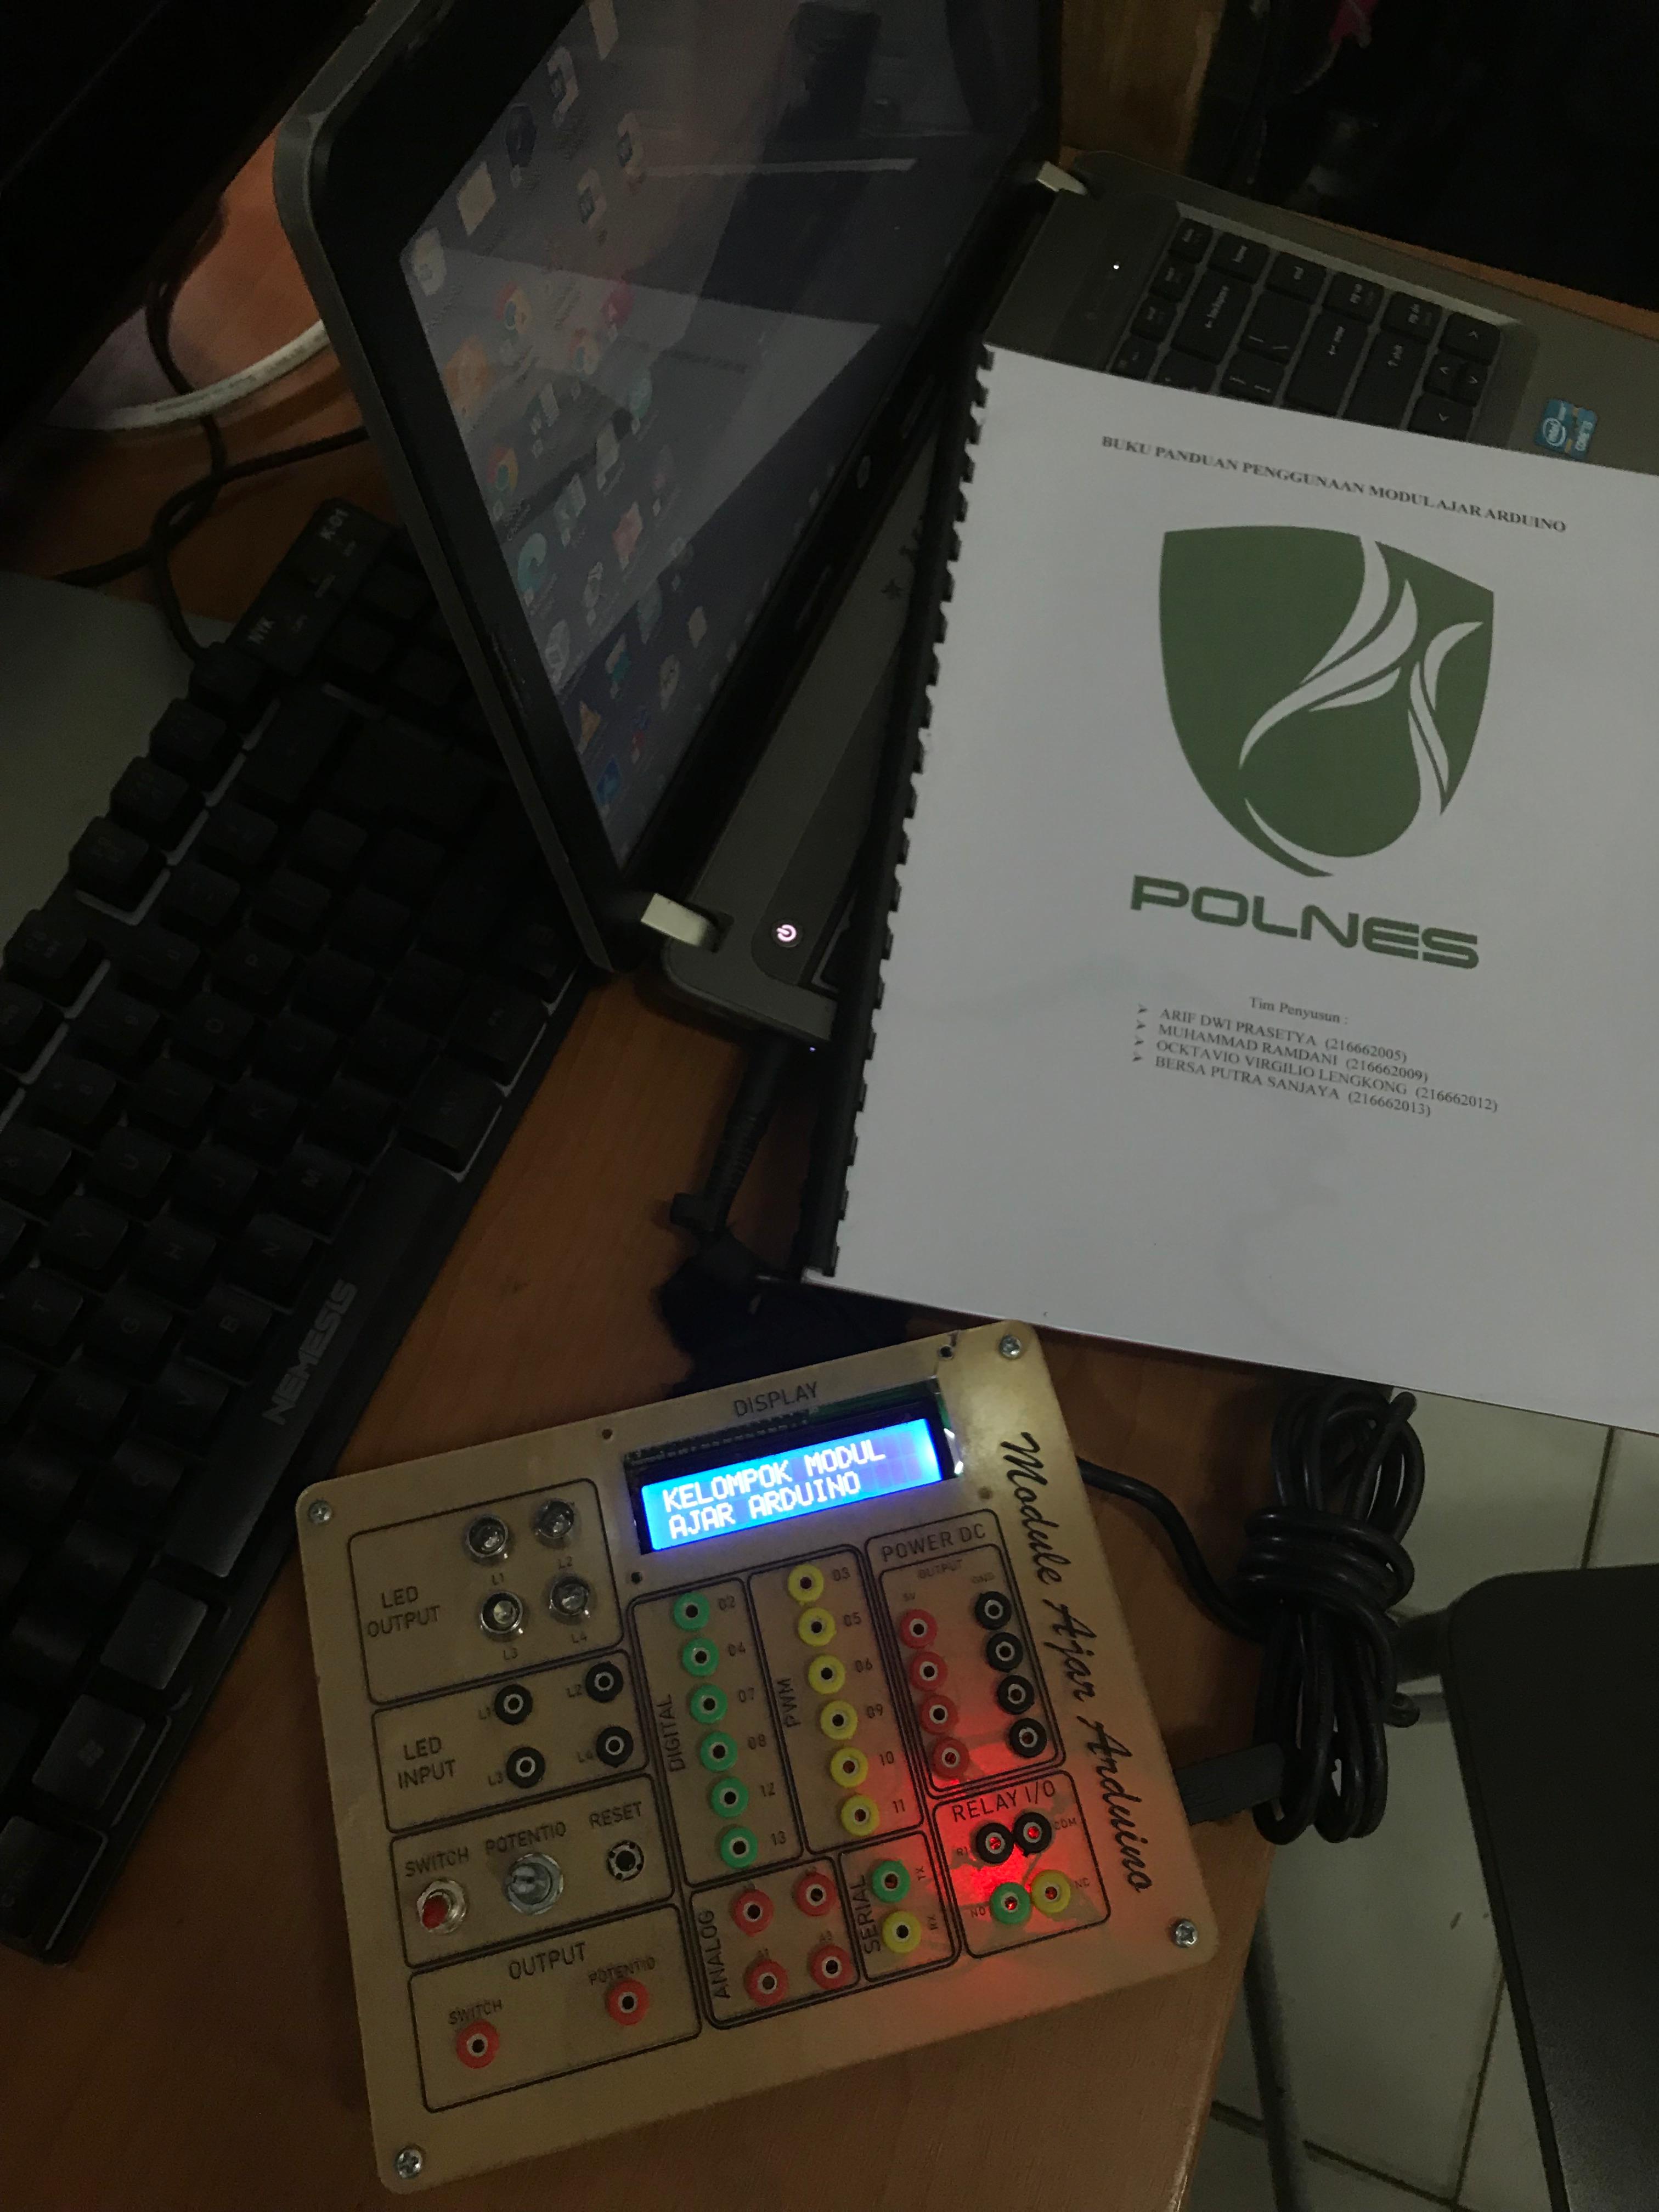 BUKU PANDUAN PENGGUNAAN MODUL AJAR ARDUINO
POLNES
Tim Penyusun :
ARIF DWI PRASETYA (216662005)
MUHAMMAD RAMDANI (216662009)
OCKTAVIO VIRGILIO LENGKONG (216662012)
BERSA PUTRA SANJAYA (216662013)
NYK
K-01
NEMESIS
DISPLAY
KELOMPOK MODUL
AJAR ARDUINO
Module Ajar Arduino
LED
OUTPUT
L1
L2
L3
L4
LED
INPUT
L1
L2
L3
L4
SWITCH
POTENTIO
RESET
OUTPUT
SWITCH
POTENTIO
DIGITAL
02
04
07
08
12
13
PWM
03
05
06
09
10
11
POWER DC
OUTPUT
5V
GND
RELAY I/O
R1
COM
NO
NC
ANALOG
SERIAL
TX
RX